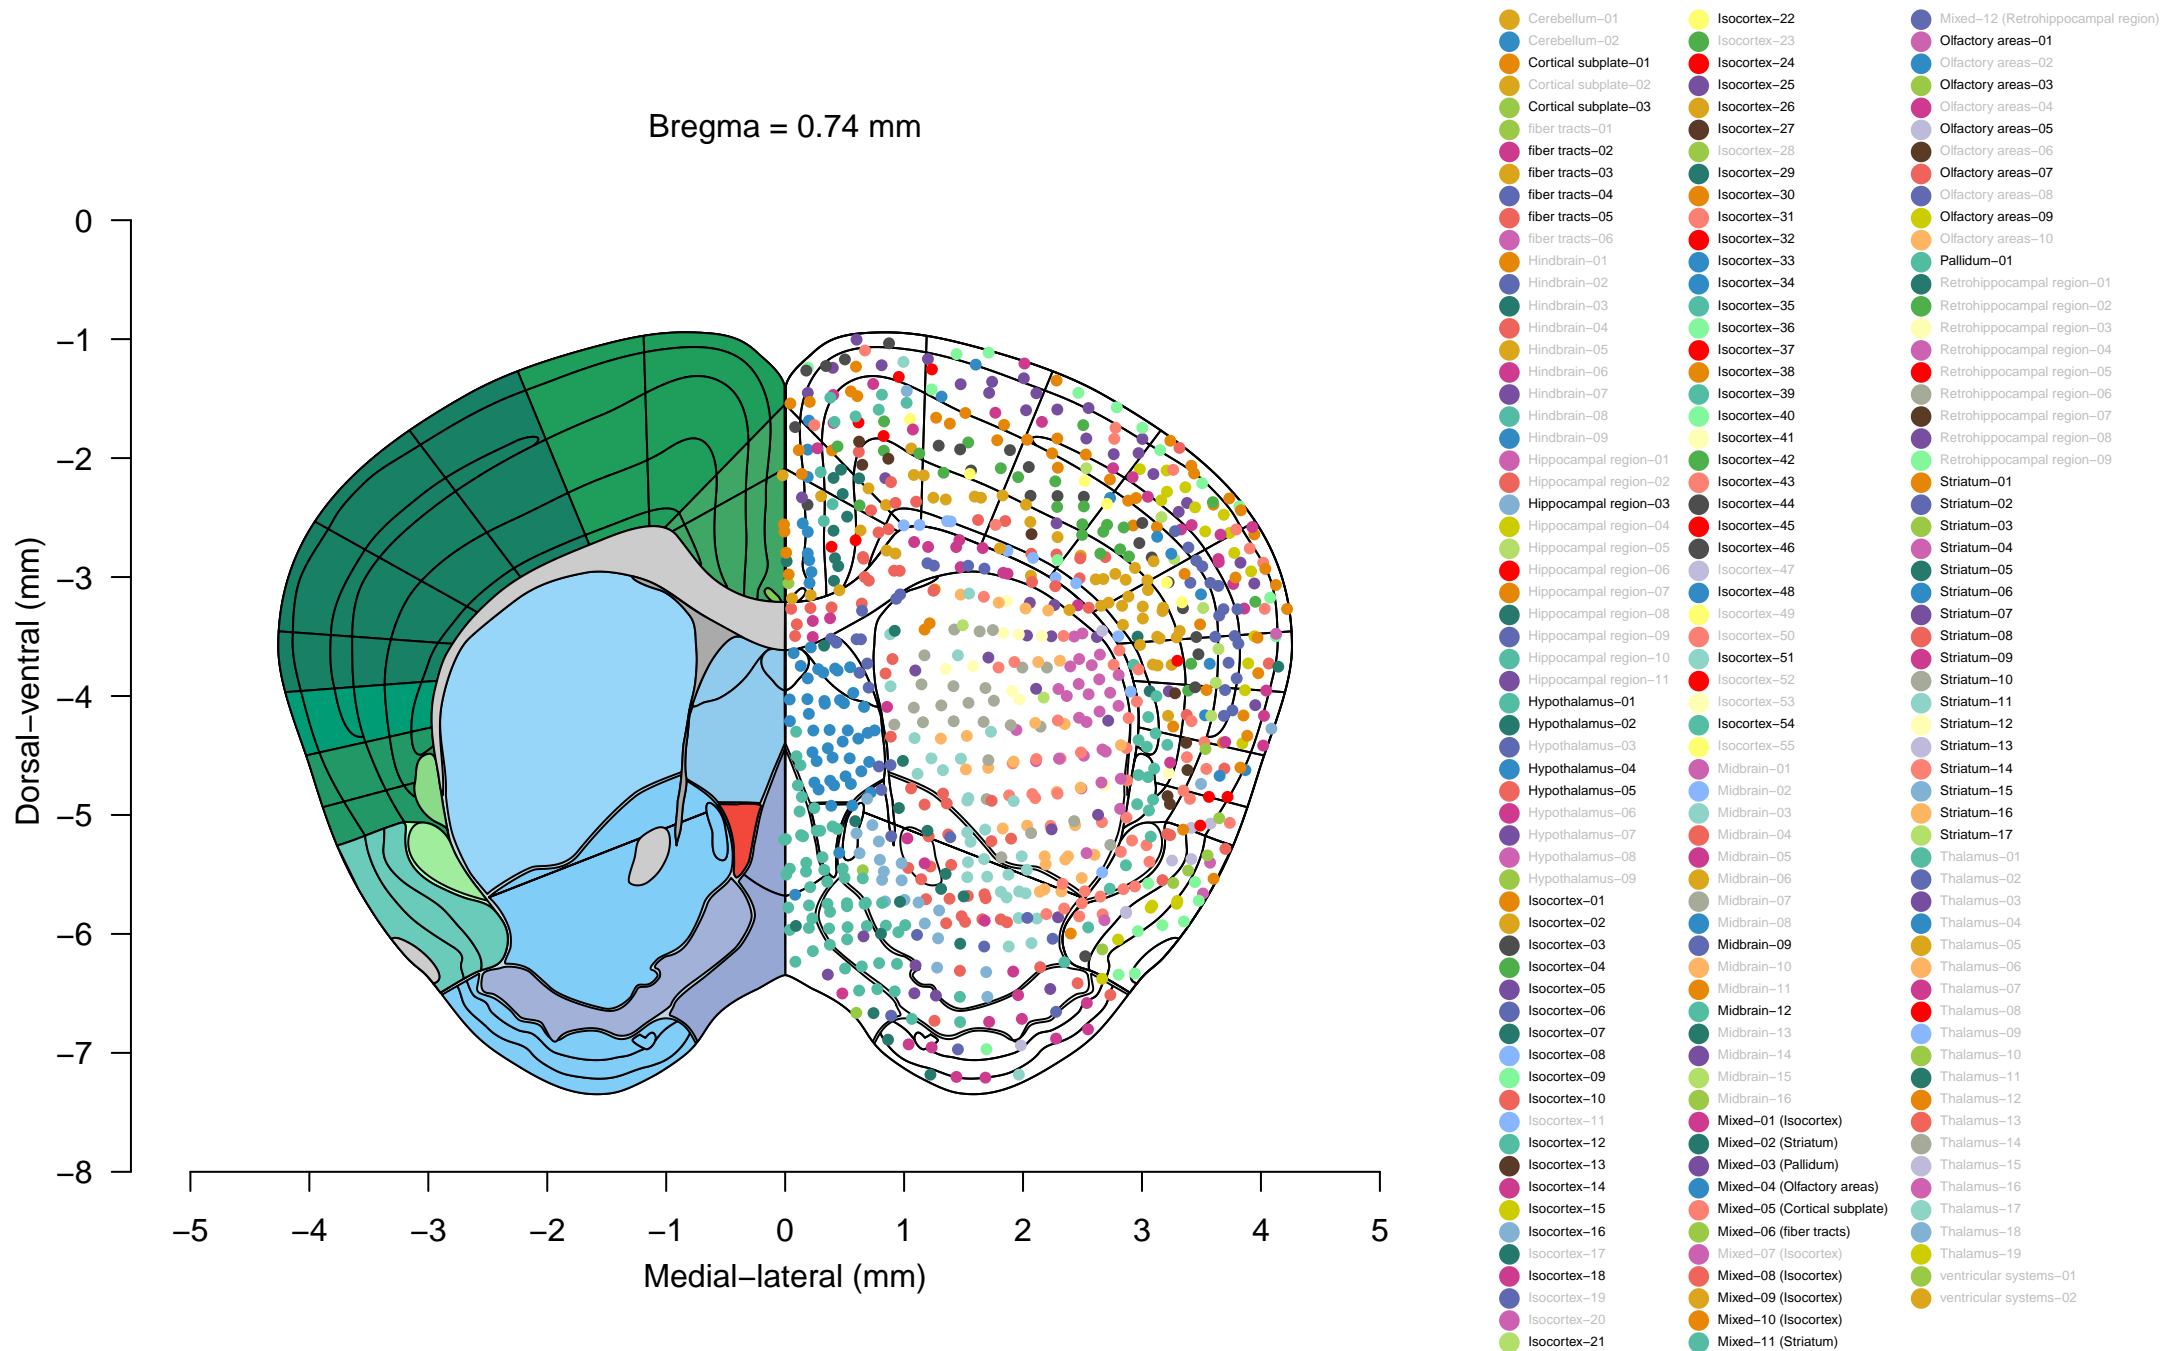 Bregma = 0.74 mm
0
−1
−2
−3
−4
−5
−6
−7
−8
Dorsal−ventral (mm)
−5
−4
−3
−2
−1
0
1
2
3
4
5
Medial−lateral (mm)
Cerebellum−01
Cerebellum−02
Cortical subplate−01
Cortical subplate−02
Cortical subplate−03
fiber tracts−01
fiber tracts−02
fiber tracts−03
fiber tracts−04
fiber tracts−05
fiber tracts−06
Hindbrain−01
Hindbrain−02
Hindbrain−03
Hindbrain−04
Hindbrain−05
Hindbrain−06
Hindbrain−07
Hindbrain−08
Hindbrain−09
Hippocampal region−01
Hippocampal region−02
Hippocampal region−03
Hippocampal region−04
Hippocampal region−05
Hippocampal region−06
Hippocampal region−07
Hippocampal region−08
Hippocampal region−09
Hippocampal region−10
Hippocampal region−11
Hypothalamus−01
Hypothalamus−02
Hypothalamus−03
Hypothalamus−04
Hypothalamus−05
Hypothalamus−06
Hypothalamus−07
Hypothalamus−08
Hypothalamus−09
Isocortex−01
Isocortex−02
Isocortex−03
Isocortex−04
Isocortex−05
Isocortex−06
Isocortex−07
Isocortex−08
Isocortex−09
Isocortex−10
Isocortex−11
Isocortex−12
Isocortex−13
Isocortex−14
Isocortex−15
Isocortex−16
Isocortex−17
Isocortex−18
Isocortex−19
Isocortex−20
Isocortex−21
Isocortex−22
Isocortex−23
Isocortex−24
Isocortex−25
Isocortex−26
Isocortex−27
Isocortex−28
Isocortex−29
Isocortex−30
Isocortex−31
Isocortex−32
Isocortex−33
Isocortex−34
Isocortex−35
Isocortex−36
Isocortex−37
Isocortex−38
Isocortex−39
Isocortex−40
Isocortex−41
Isocortex−42
Isocortex−43
Isocortex−44
Isocortex−45
Isocortex−46
Isocortex−47
Isocortex−48
Isocortex−49
Isocortex−50
Isocortex−51
Isocortex−52
Isocortex−53
Isocortex−54
Isocortex−55
Midbrain−01
Midbrain−02
Midbrain−03
Midbrain−04
Midbrain−05
Midbrain−06
Midbrain−07
Midbrain−08
Midbrain−09
Midbrain−10
Midbrain−11
Midbrain−12
Midbrain−13
Midbrain−14
Midbrain−15
Midbrain−16
Mixed−01 (Isocortex)
Mixed−02 (Striatum)
Mixed−03 (Pallidum)
Mixed−04 (Olfactory areas)
Mixed−05 (Cortical subplate)
Mixed−06 (fiber tracts)
Mixed−07 (Isocortex)
Mixed−08 (Isocortex)
Mixed−09 (Isocortex)
Mixed−10 (Isocortex)
Mixed−11 (Striatum)
Mixed−12 (Retrohippocampal region)
Olfactory areas−01
Olfactory areas−02
Olfactory areas−03
Olfactory areas−04
Olfactory areas−05
Olfactory areas−06
Olfactory areas−07
Olfactory areas−08
Olfactory areas−09
Olfactory areas−10
Pallidum−01
Retrohippocampal region−01
Retrohippocampal region−02
Retrohippocampal region−03
Retrohippocampal region−04
Retrohippocampal region−05
Retrohippocampal region−06
Retrohippocampal region−07
Retrohippocampal region−08
Retrohippocampal region−09
Striatum−01
Striatum−02
Striatum−03
Striatum−04
Striatum−05
Striatum−06
Striatum−07
Striatum−08
Striatum−09
Striatum−10
Striatum−11
Striatum−12
Striatum−13
Striatum−14
Striatum−15
Striatum−16
Striatum−17
Thalamus−01
Thalamus−02
Thalamus−03
Thalamus−04
Thalamus−05
Thalamus−06
Thalamus−07
Thalamus−08
Thalamus−09
Thalamus−10
Thalamus−11
Thalamus−12
Thalamus−13
Thalamus−14
Thalamus−15
Thalamus−16
Thalamus−17
Thalamus−18
Thalamus−19
ventricular systems−01
ventricular systems−02